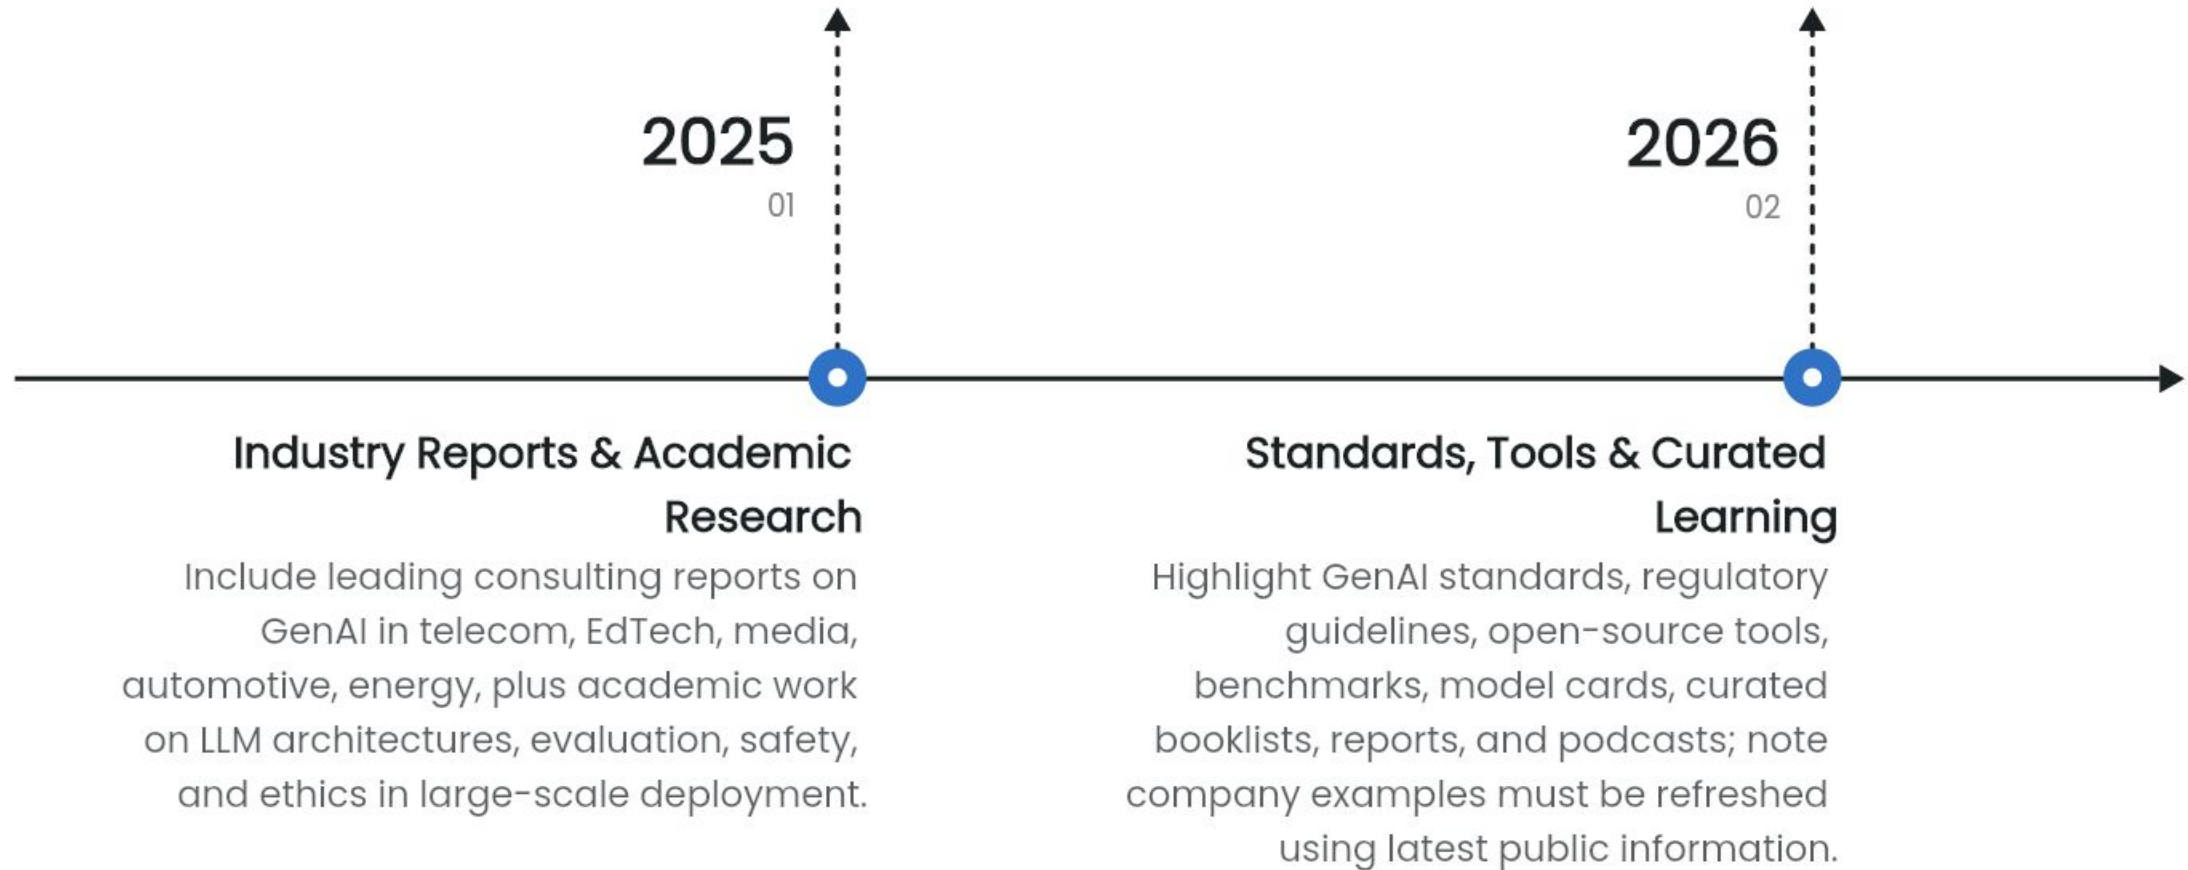 2025
01
Industry Reports & Academic
Research
Include leading consulting reports on
GenAI in telecom, EdTech, media,
automotive, energy, plus academic work
on LLM architectures, evaluation, safety,
and ethics in large-scale deployment.
2026
02
Standards, Tools & Curated
Learning
Highlight GenAI standards, regulatory
guidelines, open-source tools,
benchmarks, model cards, curated
booklists, reports, and podcasts; note
company examples must be refreshed
using latest public information.